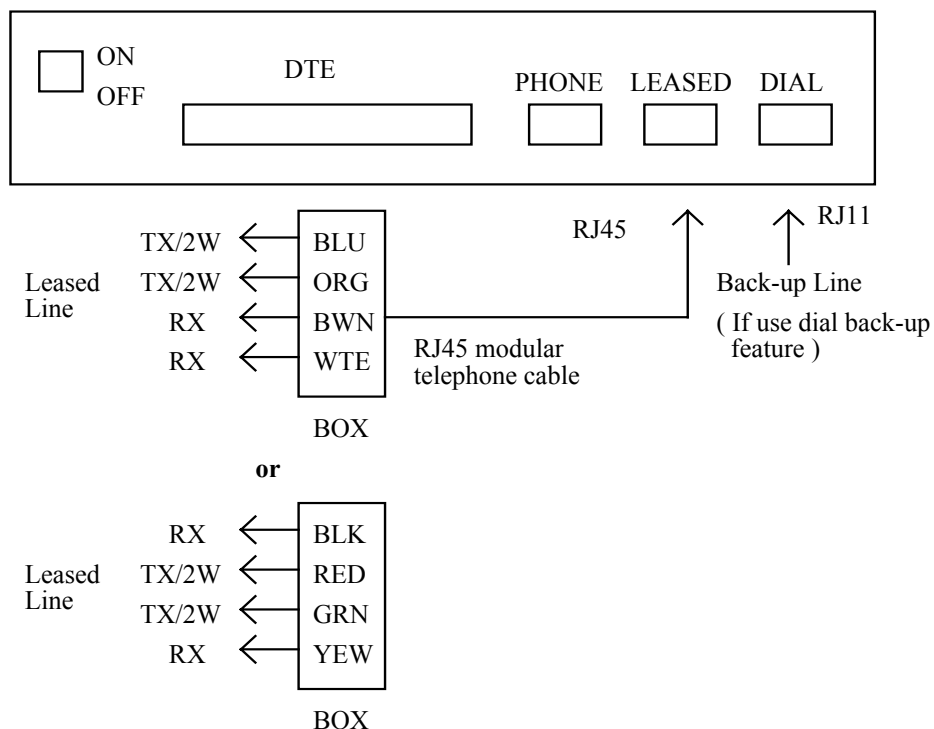 ON
OFF
DTE
PHONE
LEASED
DIAL
RJ45
RJ11
Leased
Line
TX/2W
TX/2W
RX
RX
BLU
ORG
BWN
WTE
BOX
RJ45 modular
telephone cable
Back-up Line
( If use dial back-up
feature )
or
Leased
Line
RX
TX/2W
TX/2W
RX
BLK
RED
GRN
YEW
BOX